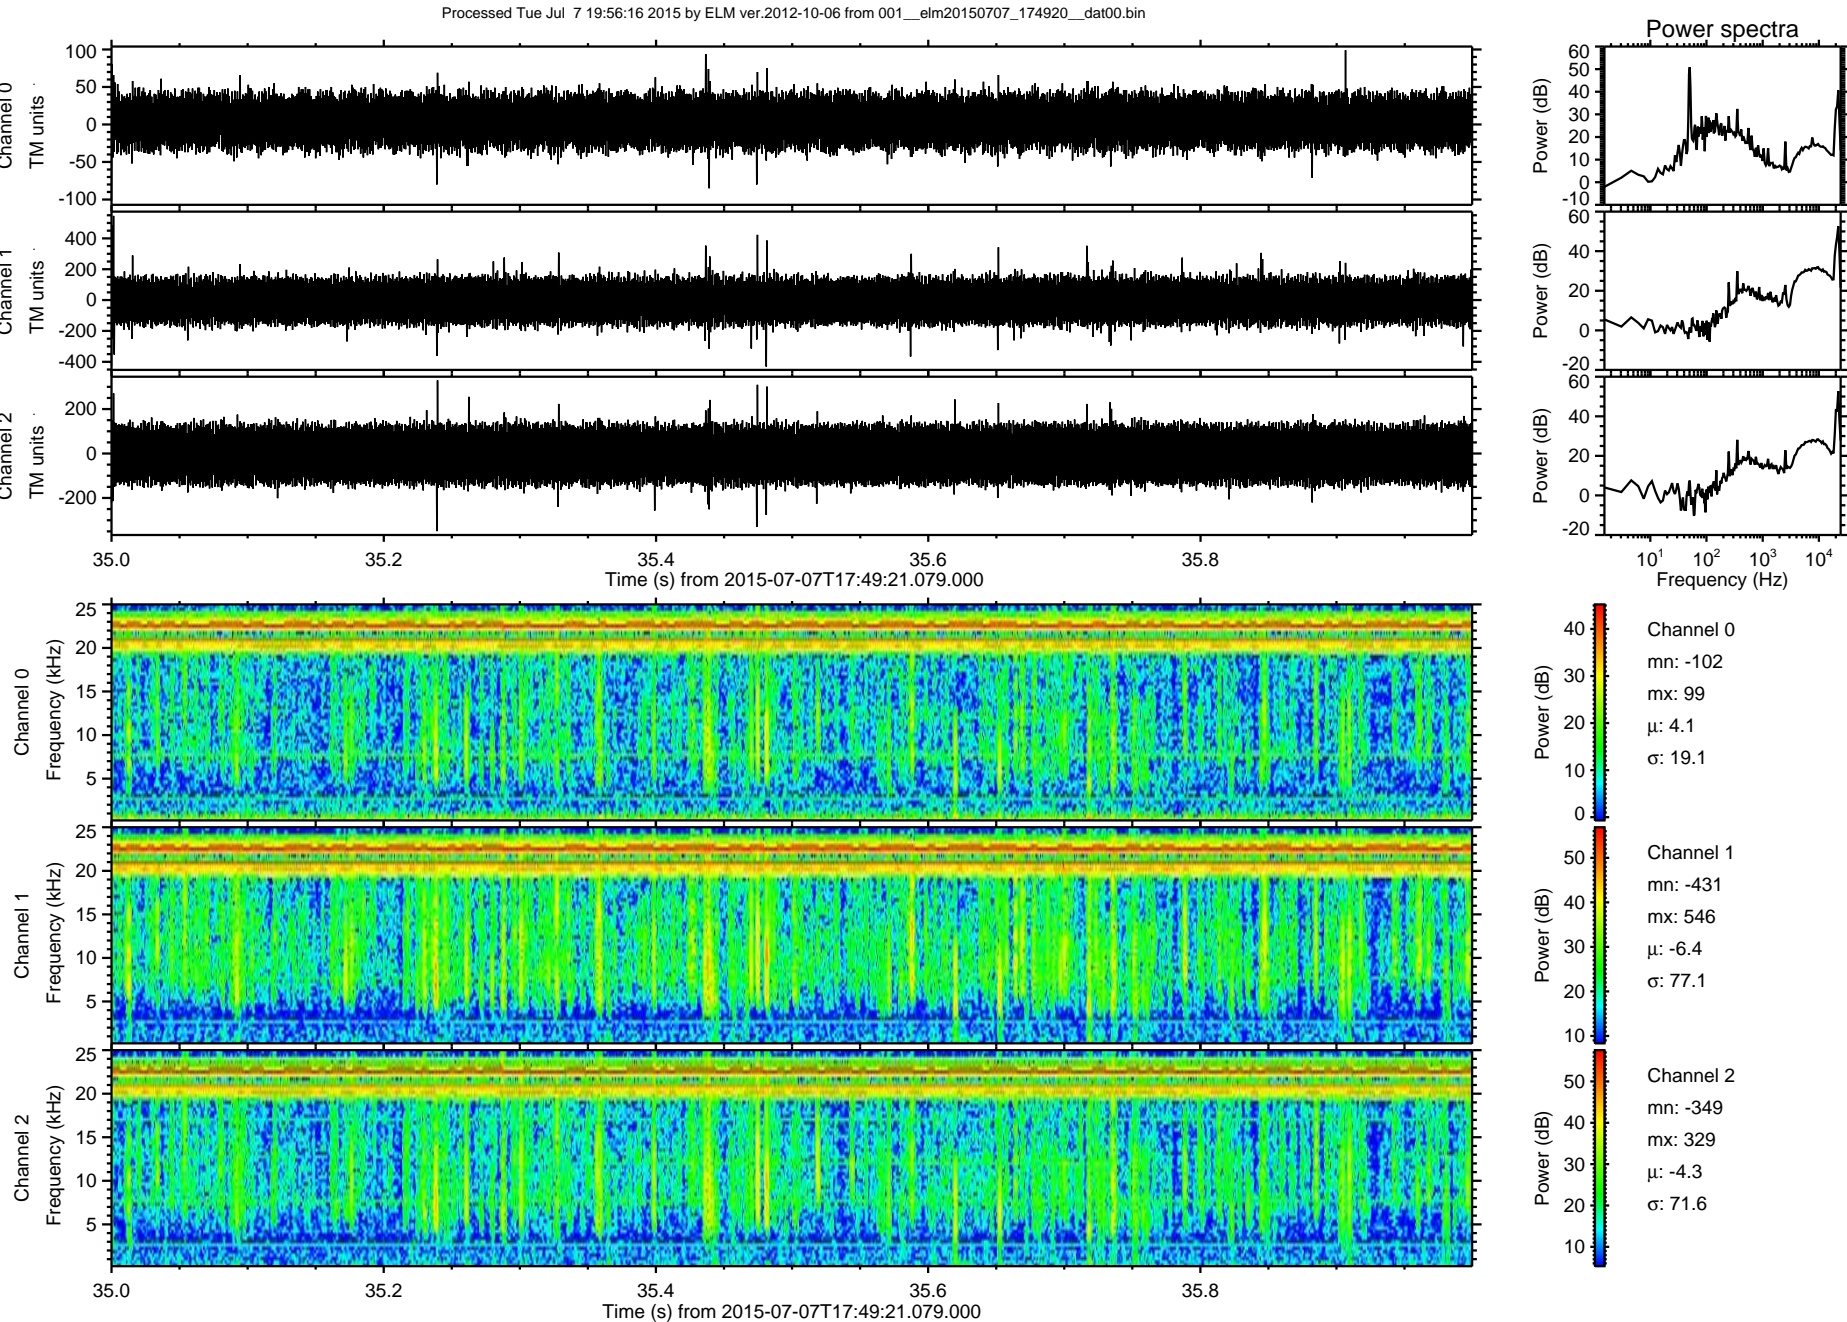 Processed Tue Jul  7 19:56:16 2015 by ELM ver.2012-10-06 from 001__elm20150707_174920__dat00.bin
Power spectra
Channel 0
TM units
100
50
0
-50
-100
Power (dB)
60
50
40
30
20
10
0
-10
Channel 1
TM units
400
200
0
-200
-400
Power (dB)
60
40
20
0
-20
Channel 2
TM units
200
0
-200
Power (dB)
60
40
20
0
-20
35.0 35.2 35.4 35.6 35.8
Time (s) from 2015-07-07T17:49:21.079.000
10¹ 10² 10³ 10⁴
Frequency (Hz)
Channel 0
Frequency (kHz)
25
20
15
10
5
Power (dB)
40
30
20
10
0
Channel 0
mn: -102
mx: 99
μ: 4.1
σ: 19.1
Channel 1
Frequency (kHz)
25
20
15
10
5
Power (dB)
50
40
30
20
10
Channel 1
mn: -431
mx: 546
μ: -6.4
σ: 77.1
Channel 2
Frequency (kHz)
25
20
15
10
5
Power (dB)
50
40
30
20
10
Channel 2
mn: -349
mx: 329
μ: -4.3
σ: 71.6
35.0 35.2 35.4 35.6 35.8
Time (s) from 2015-07-07T17:49:21.079.000